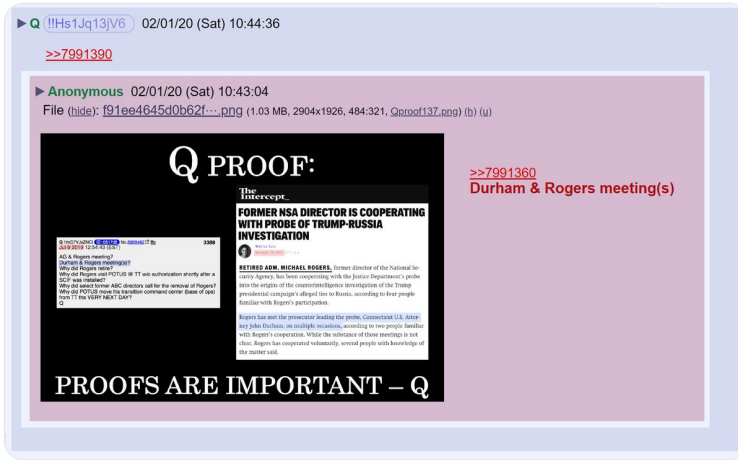 Q !!Hs1Jq13jV6 02/01/20 (Sat) 10:44:36
>>7991390
Anonymous 02/01/20 (Sat) 10:43:04
File (hide): f91ee4645d0b62f⋯.png (1.03 MB, 2904x1926, 484:321, Qproof137.png) (h) (u)
Q PROOF:
>>7991360
Durham & Rogers meeting(s)
Jul 9 2019 12:54:43 (EST)
3389
AG & Rogers meeting?
Durham & Rogers meeting(s)?
Why did Rogers retire?
Why did Rogers visit POTUS @ TT w/o authorization shortly after a
SCIF was installed?
Why did select former ABC directors call for the removal of Rogers?
Why did POTUS move his transition command center (base of ops)
from TT the VERY NEXT DAY?
Q
The
Intercept_
FORMER NSA DIRECTOR IS COOPERATING
WITH PROBE OF TRUMP-RUSSIA
INVESTIGATION
RETIRED ADM. MICHAEL ROGERS, former director of the National Se-
curity Agency, has been cooperating with the Justice Department's probe
into the origins of the counterintelligence investigation of the Trump
presidential campaign's alleged ties to Russia, according to four people
familiar with Rogers's participation.
Rogers has met the prosecutor leading the probe, Connecticut U.S. Attor-
ney John Durham, on multiple occasions, according to two people familiar
with Rogers's cooperation. While the substance of those meetings is not
clear, Rogers has cooperated voluntarily, several people with knowledge of
the matter said.
PROOFS ARE IMPORTANT – Q